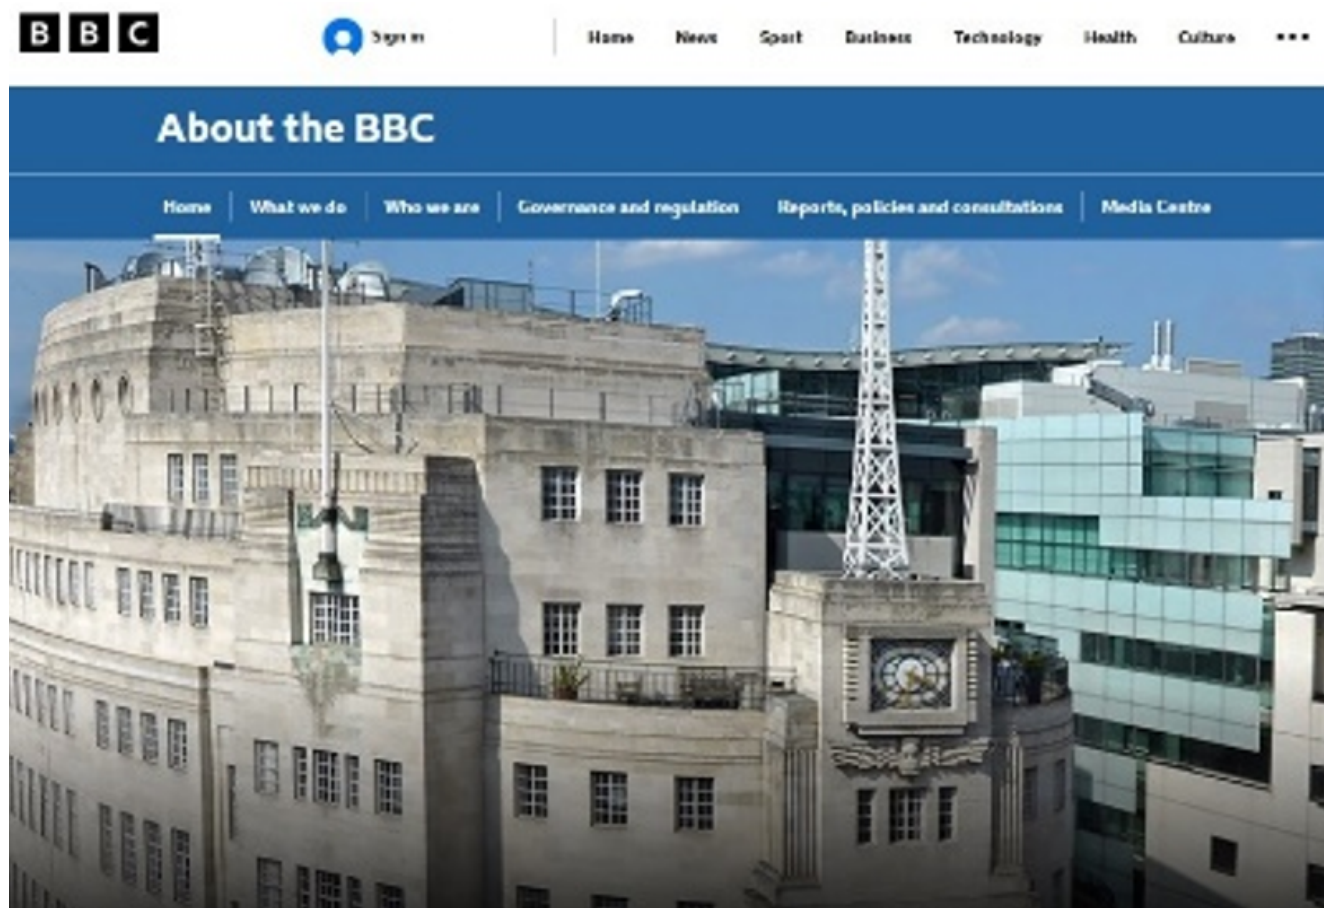 BBC Sign in Home News Sport Business Technology Health Culture
About the BBC
Home What we do Who we are Governance and regulation Reports, policies and consultations Media Centre